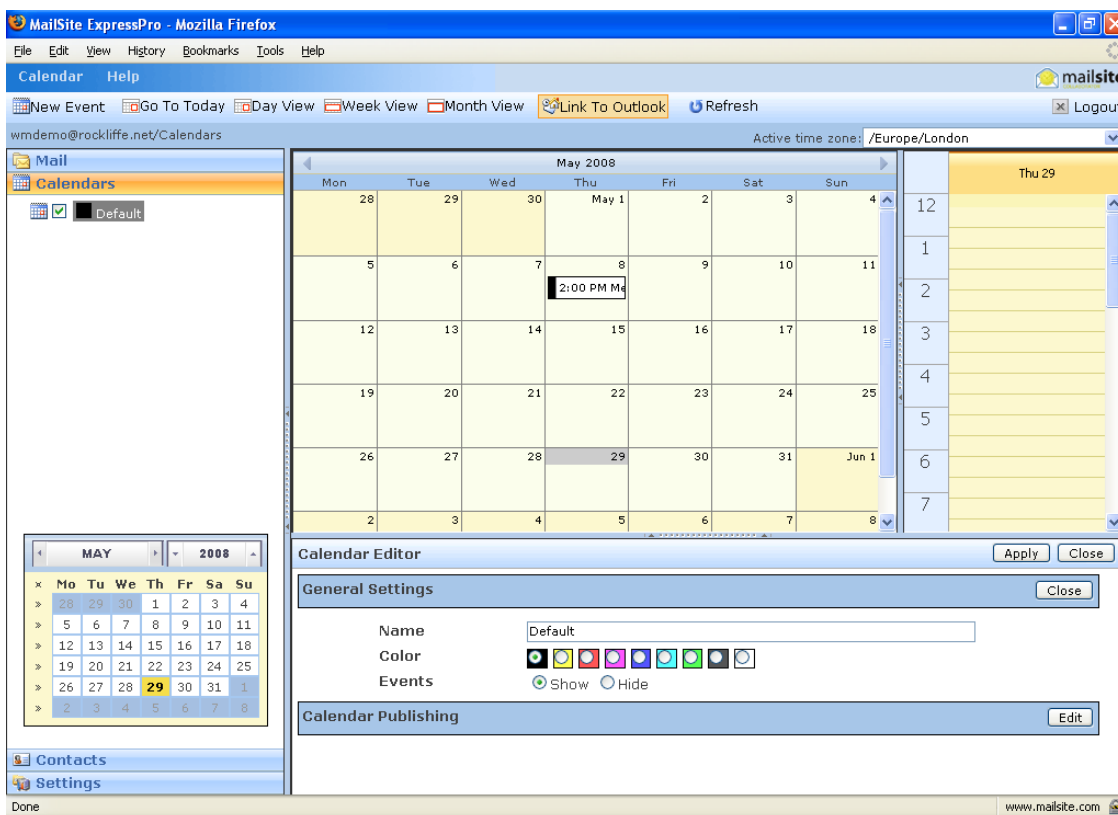 MailSite ExpressPro - Mozilla Firefox
File Edit View History Bookmarks Tools Help
Calendar Help
mailsite
New Event Go To Today Day View Week View Month View Link To Outlook Refresh Logout
wmdemo@rockliffe.net/Calendars
Active time zone: /Europe/London
Mail
Calendars
Default
May 2008
Mon Tue Wed Thu Fri Sat Sun
28 29 30 May 1 2 3 4
5 6 7 8 9 10 11
2:00 PM Me
12 13 14 15 16 17 18
19 20 21 22 23 24 25
26 27 28 29 30 31 Jun 1
2 3 4 5 6 7 8
Thu 29
12
1
2
3
4
5
6
7
MAY 2008
× Mo Tu We Th Fr Sa Su
» 28 29 30 1 2 3 4
» 5 6 7 8 9 10 11
» 12 13 14 15 16 17 18
» 19 20 21 22 23 24 25
» 26 27 28 29 30 31 1
» 2 3 4 5 6 7 8
Contacts
Settings
Calendar Editor Apply Close
General Settings Close
Name Default
Color
Events Show Hide
Calendar Publishing Edit
Done
www.mailsite.com